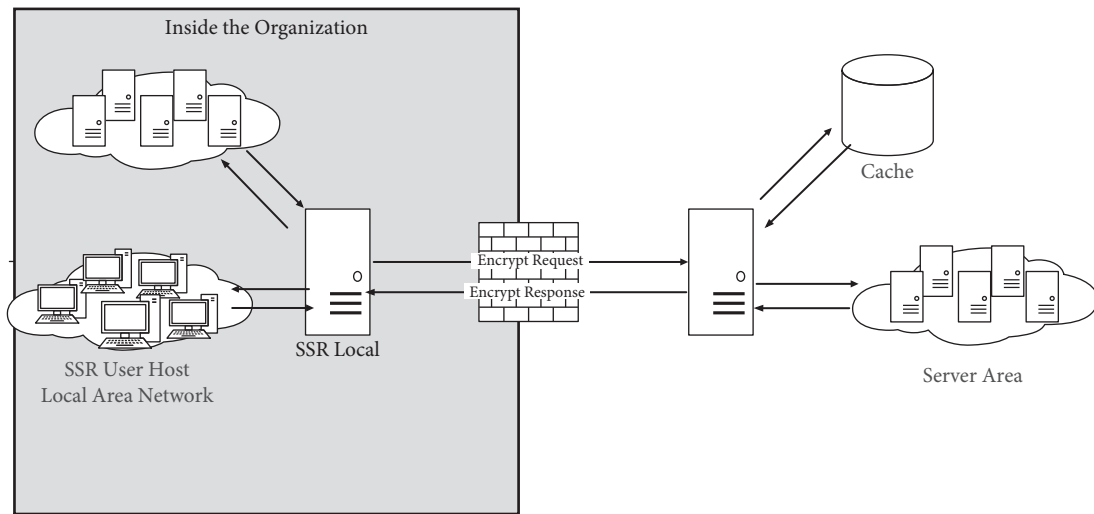 Inside the Organization
Cache
Encrypt Request
Encrypt Response
SSR Local
SSR User Host
Local Area Network
Server Area